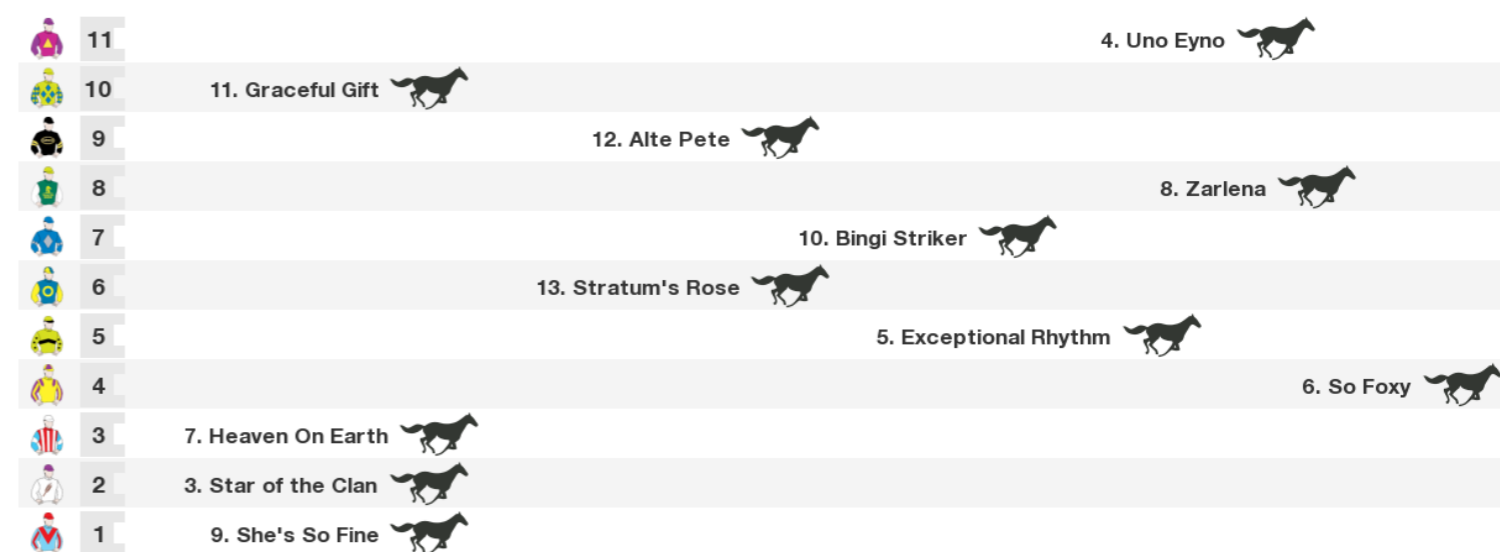 11 4. Uno Eyno
10 11. Graceful Gift
9 12. Alte Pete
8 8. Zarlena
7 10. Bingi Striker
6 13. Stratum's Rose
5 5. Exceptional Rhythm
4 6. So Foxy
3 7. Heaven On Earth
2 3. Star of the Clan
1 9. She's So Fine